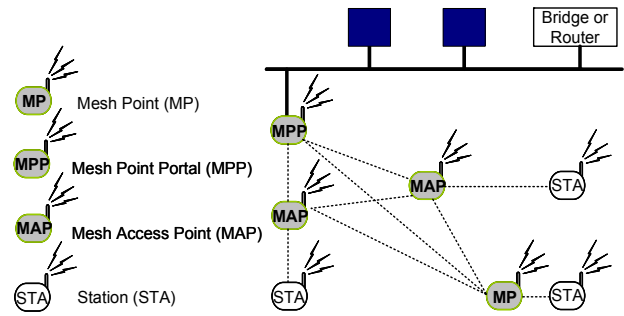 Bridge or
Router
MP
Mesh Point (MP)
MPP
MPP
Mesh Point Portal (MPP)
MAP
STA
MAP
MAP
Mesh Access Point (MAP)
STA
Station (STA)
STA
MP
STA